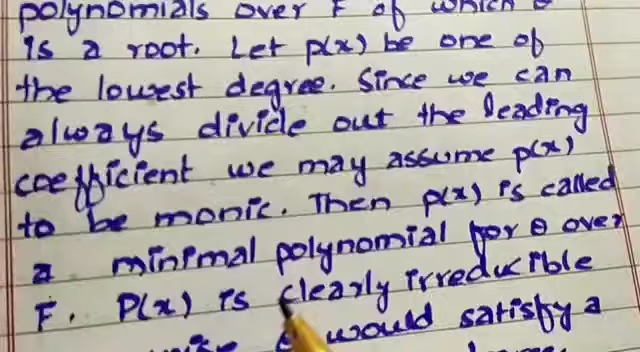 polynomials over F of which θ
is a root. Let p(x) be one of
the lowest degree. Since we can
always divide out the leading
coefficient we may assume p(x)
to be monic. Then p(x) is called
a minimal polynomial for θ over
F. P(x) is clearly irreducible
would satisfy a